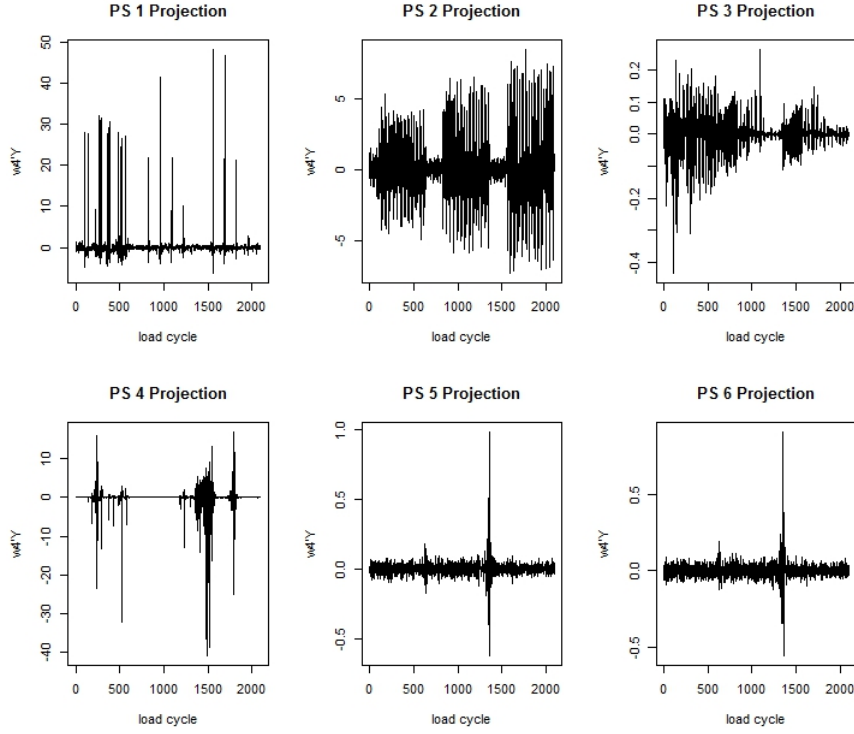 PS 1 Projection
w4'Y
50
40
30
20
10
0
0 500 1000 1500 2000
load cycle
PS 2 Projection
w4'Y
5
0
-5
0 500 1000 1500 2000
load cycle
PS 3 Projection
w4'Y
0.2
0.0
-0.2
-0.4
0 500 1000 1500 2000
load cycle
PS 4 Projection
w4'Y
10
0
-10
-20
-30
-40
0 500 1000 1500 2000
load cycle
PS 5 Projection
w4'Y
1.0
0.5
0.0
-0.5
0 500 1000 1500 2000
load cycle
PS 6 Projection
w4'Y
0.5
0.0
-0.5
0 500 1000 1500 2000
load cycle